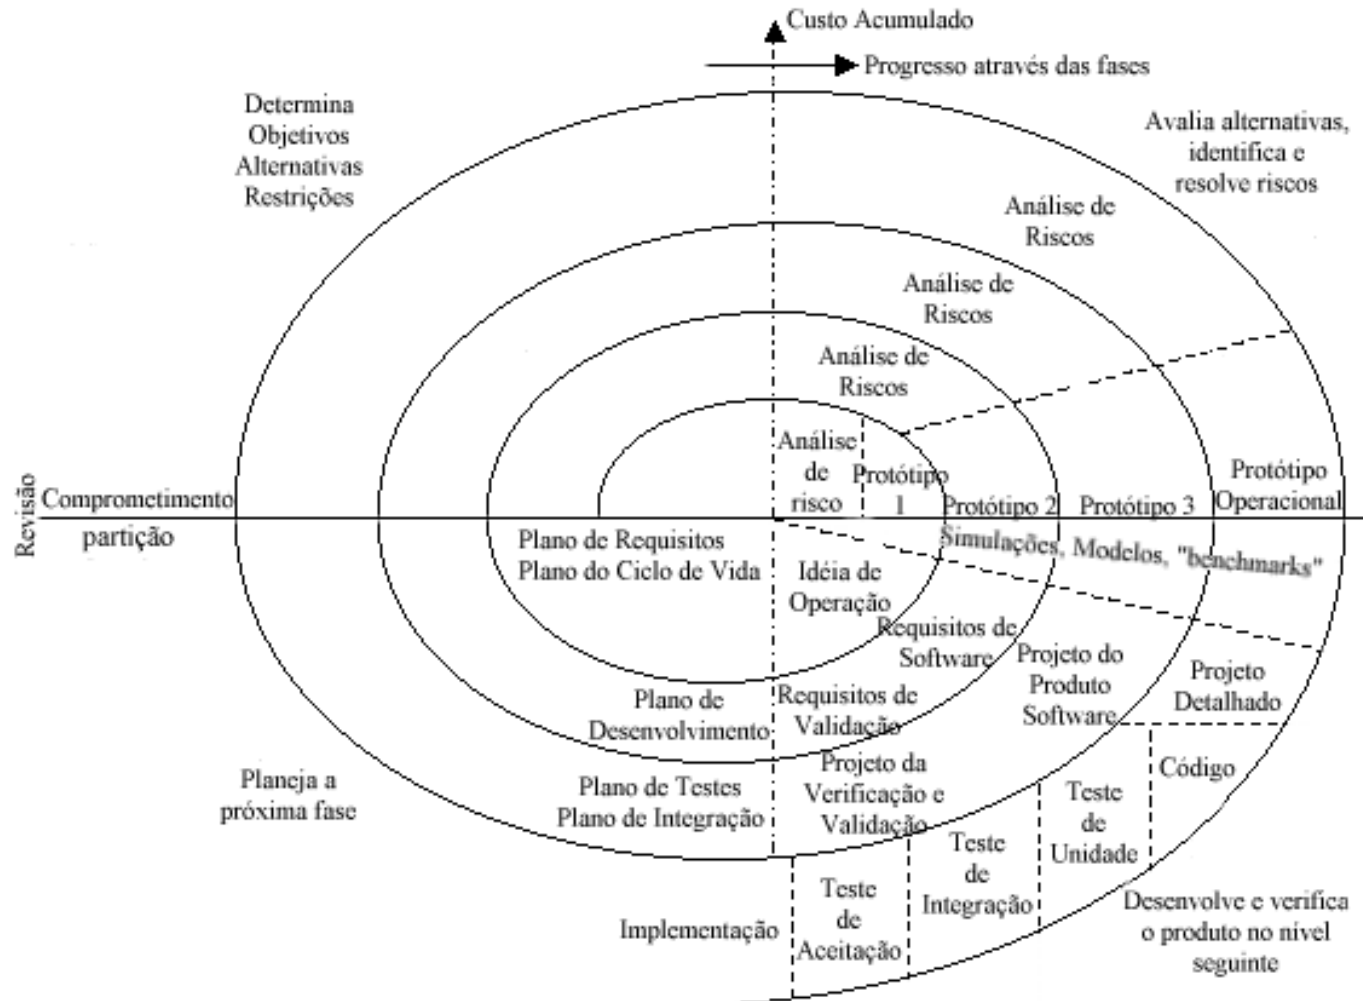 Custo Acumulado
Progresso através das fases
Determina
Objetivos
Alternativas
Restrições
Avalia alternativas,
identifica e
resolve riscos
Análise de
Riscos
Análise de
Riscos
Análise de
Riscos
Análise
de
risco
Protótipo
1
Protótipo 2
Protótipo 3
Protótipo
Operacional
Revisão
Comprometimento
partição
Simulações, Modelos, "benchmarks"
Plano de Requisitos
Plano do Ciclo de Vida
Idéia de
Operação
Requisitos de
Software
Projeto do
Produto
Software
Projeto
Detalhado
Plano de
Desenvolvimento
Requisitos de
Validação
Planeja a
próxima fase
Plano de Testes
Plano de Integração
Projeto da
Verificação e
Validação
Código
Teste
de
Unidade
Teste
de
Integração
Teste
de
Aceitação
Implementação
Desenvolve e verifica
o produto no nível
seguinte